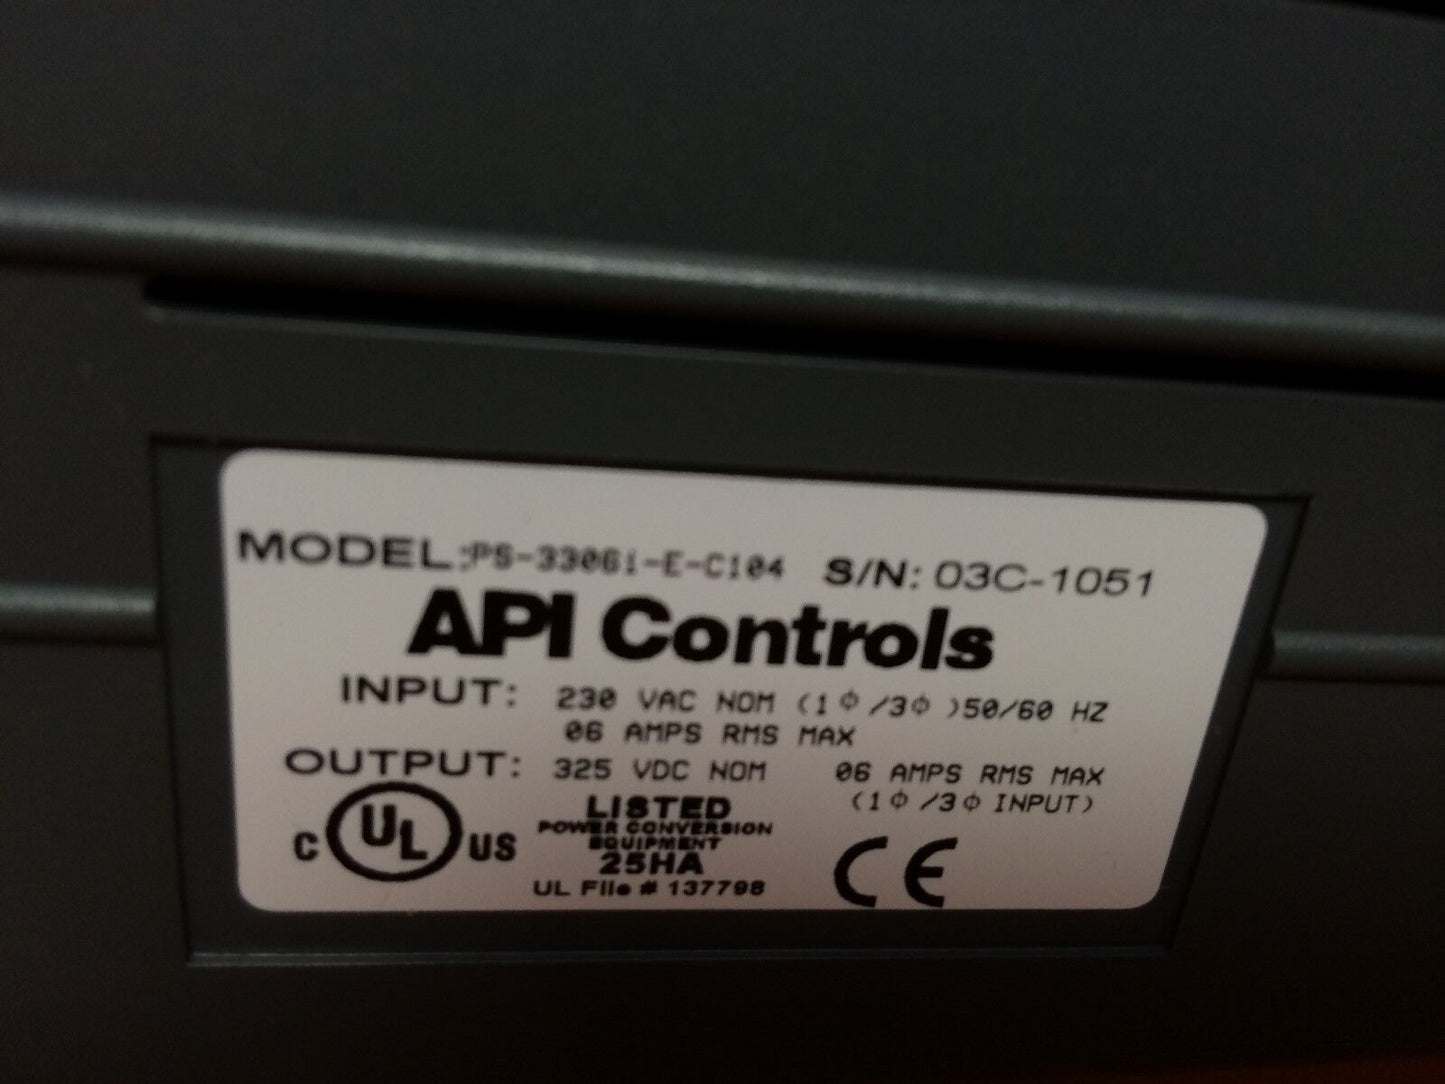 MODEL: PS-3306i-E-C104 S/N: 03C-1051
API Controls
INPUT: 230 VAC NOM (1Φ/3Φ)50/60 HZ
06 AMPS RMS MAX
OUTPUT: 325 VDC NOM 06 AMPS RMS MAX
(1Φ/3Φ INPUT)
C UL US
LISTED
POWER CONVERSION
EQUIPMENT
25HA
UL File # 137798
CE